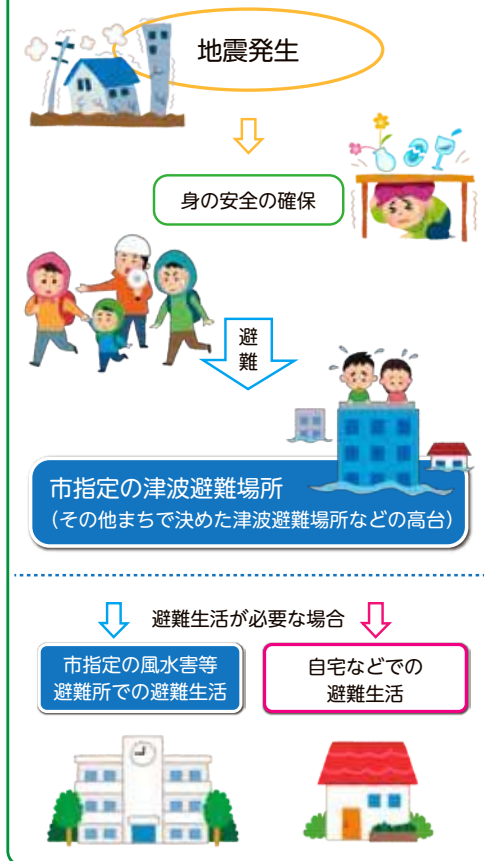 地震発生
身の安全の確保
避
難
市指定の津波避難場所
（その他まちで決めた津波避難場所などの高台）
避難生活が必要な場合
市指定の風水害等
避難所での避難生活
自宅などでの
避難生活